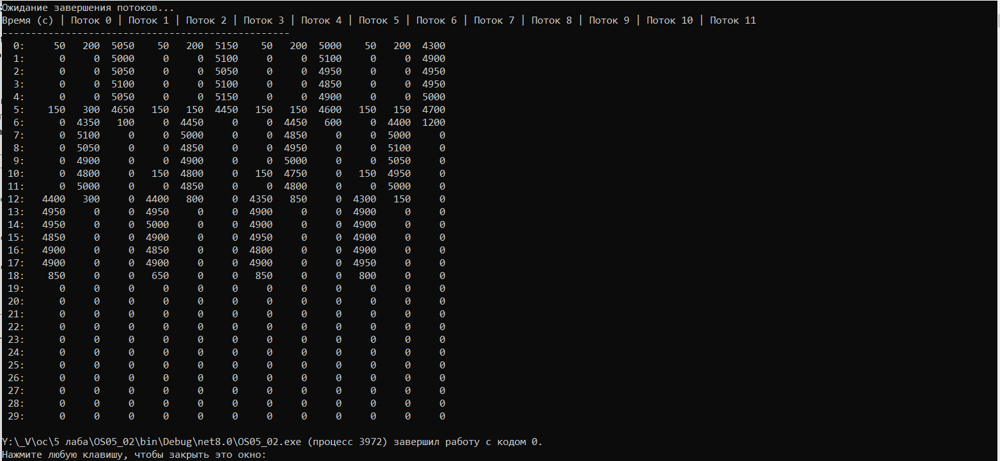 Ожидание завершения потоков...
Время (с) | Поток 0 | Поток 1 | Поток 2 | Поток 3 | Поток 4 | Поток 5 | Поток 6 | Поток 7 | Поток 8 | Поток 9 | Поток 10 | Поток 11
--------------------------------------------------
0: 50 200 5050 50 200 5150 50 200 5000 50 200 4300
1: 0 0 5000 0 0 5100 0 0 5100 0 0 4900
2: 0 0 5050 0 0 5050 0 0 4950 0 0 4950
3: 0 0 5100 0 0 5100 0 0 4850 0 0 4950
4: 0 0 5050 0 0 5150 0 0 4900 0 0 5000
5: 150 300 4650 150 150 4450 150 150 4600 150 150 4700
6: 0 4350 100 0 4450 0 0 4450 600 0 4400 1200
7: 0 5100 0 0 5000 0 0 4850 0 0 5000 0
8: 0 5050 0 0 4850 0 0 4950 0 0 5100 0
9: 0 4900 0 0 4900 0 0 5000 0 0 5050 0
10: 0 4800 0 150 4800 0 150 4750 0 150 4950 0
11: 0 5000 0 0 4850 0 0 4800 0 0 5000 0
12: 4400 300 0 4400 800 0 4350 850 0 4300 150 0
13: 4950 0 0 4950 0 0 4900 0 0 4900 0 0
14: 4950 0 0 5000 0 0 4900 0 0 4900 0 0
15: 4850 0 0 4900 0 0 4950 0 0 4900 0 0
16: 4900 0 0 4850 0 0 4800 0 0 4900 0 0
17: 4900 0 0 4900 0 0 4900 0 0 4950 0 0
18: 850 0 0 650 0 0 850 0 0 800 0 0
19: 0 0 0 0 0 0 0 0 0 0 0 0
20: 0 0 0 0 0 0 0 0 0 0 0 0
21: 0 0 0 0 0 0 0 0 0 0 0 0
22: 0 0 0 0 0 0 0 0 0 0 0 0
23: 0 0 0 0 0 0 0 0 0 0 0 0
24: 0 0 0 0 0 0 0 0 0 0 0 0
25: 0 0 0 0 0 0 0 0 0 0 0 0
26: 0 0 0 0 0 0 0 0 0 0 0 0
27: 0 0 0 0 0 0 0 0 0 0 0 0
28: 0 0 0 0 0 0 0 0 0 0 0 0
29: 0 0 0 0 0 0 0 0 0 0 0 0
Y:\_V\ос\5 лаба\OS05_02\bin\Debug\net8.0\OS05_02.exe (процесс 3972) завершил работу с кодом 0.
Нажмите любую клавишу, чтобы закрыть это окно: